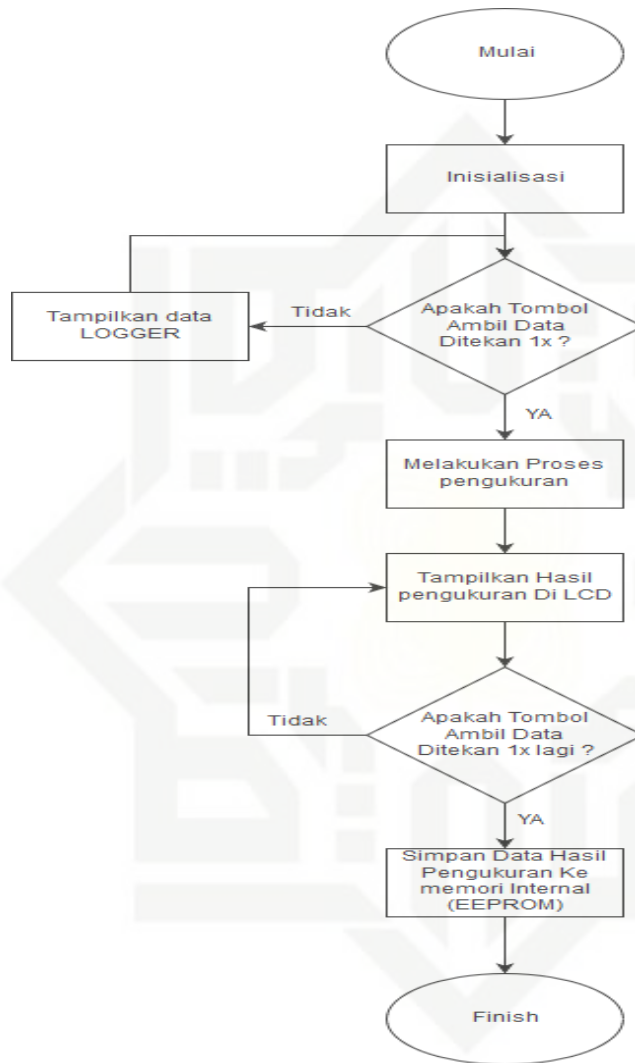 Mulai
Inisialisasi
Tampilkan data
LOGGER
Tidak
Apakah Tombol
Ambil Data
Ditekan 1x ?
YA
Melakukan Proses
pengukuran
Tampilkan Hasil
pengukuran Di LCD
Tidak
Apakah Tombol
Ambil Data
Ditekan 1x lagi ?
YA
Simpan Data Hasil
Pengukuran Ke
memori Internal
(EEPROM)
Finish